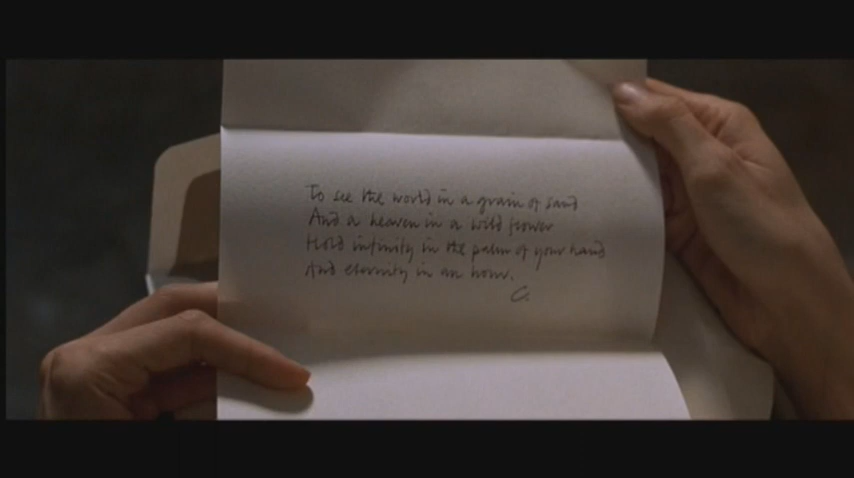 To see the world in a grain of sand
And a heaven in a wild flower
Hold infinity in the palm of your hand
And eternity in an hour.
C.